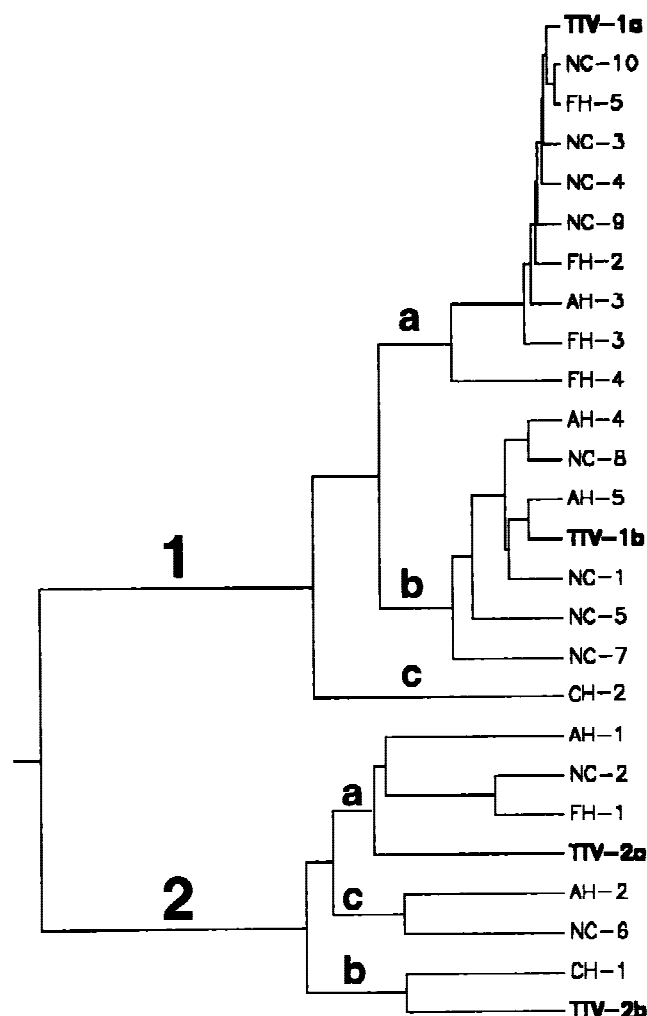 TTV-1a
NC-10
FH-5
NC-3
NC-4
NC-9
FH-2
AH-3
a
FH-3
FH-4
AH-4
NC-8
AH-5
TTV-1b
1
b
NC-1
NC-5
NC-7
c
CH-2
AH-1
NC-2
a
FH-1
TTV-2a
2
c
AH-2
NC-6
b
CH-1
TTV-2b